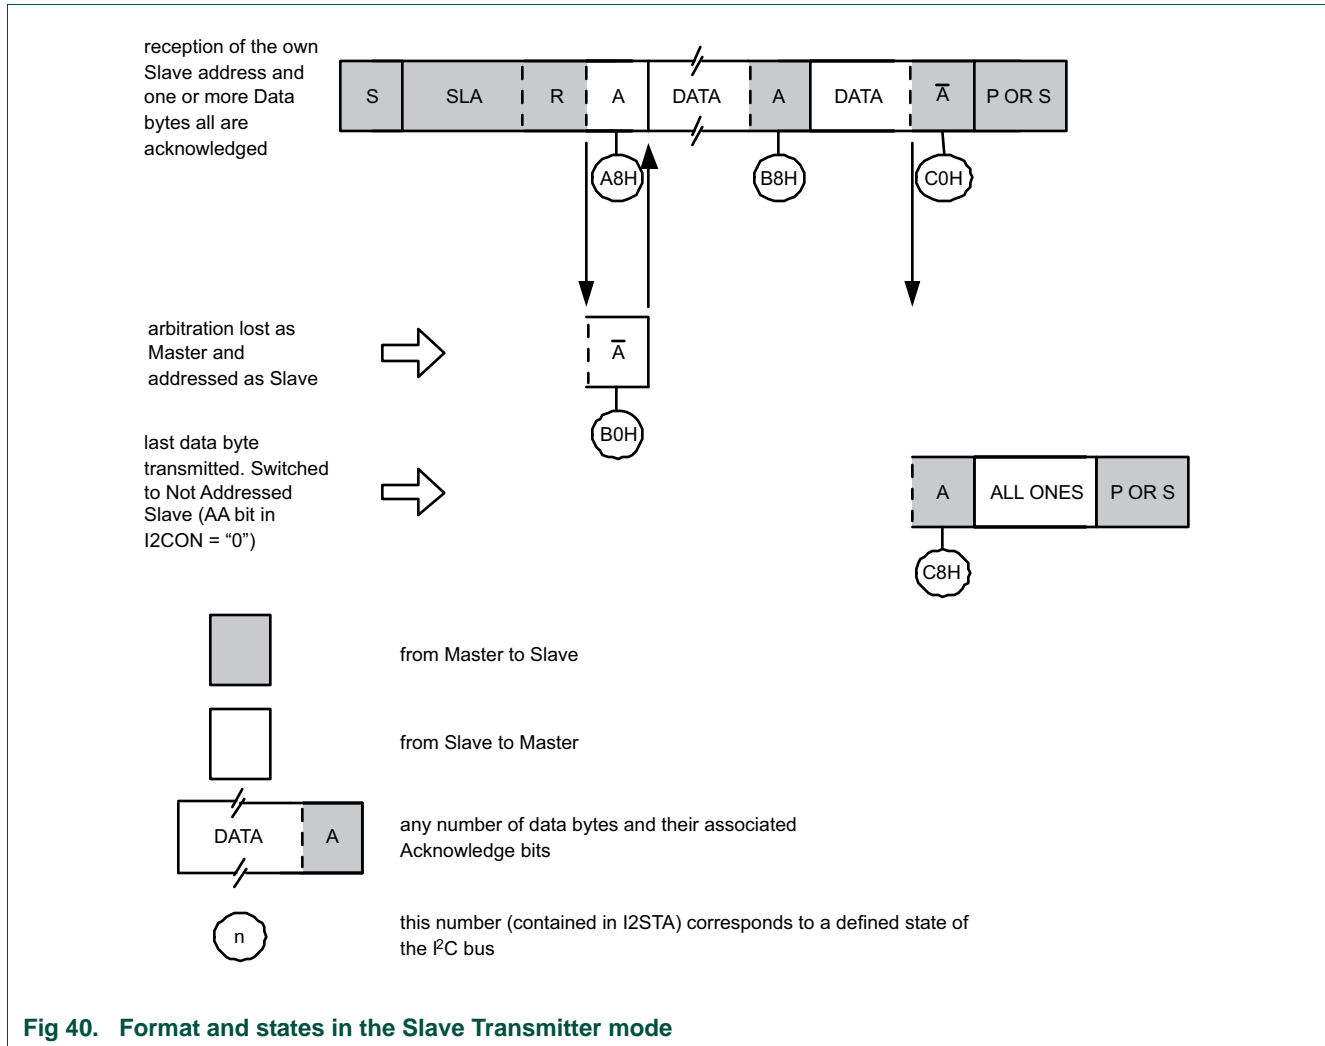 reception of the own
Slave address and
one or more Data
bytes all are
acknowledged
S SLA R A DATA A DATA A̅ P OR S
A8H B8H C0H
arbitration lost as
Master and
addressed as Slave
A̅
B0H
last data byte
transmitted. Switched
to Not Addressed
Slave (AA bit in
I2CON = “0”)
A ALL ONES P OR S
C8H
from Master to Slave
from Slave to Master
DATA A
any number of data bytes and their associated
Acknowledge bits
n
this number (contained in I2STA) corresponds to a defined state of
the I²C bus
Fig 40. Format and states in the Slave Transmitter mode